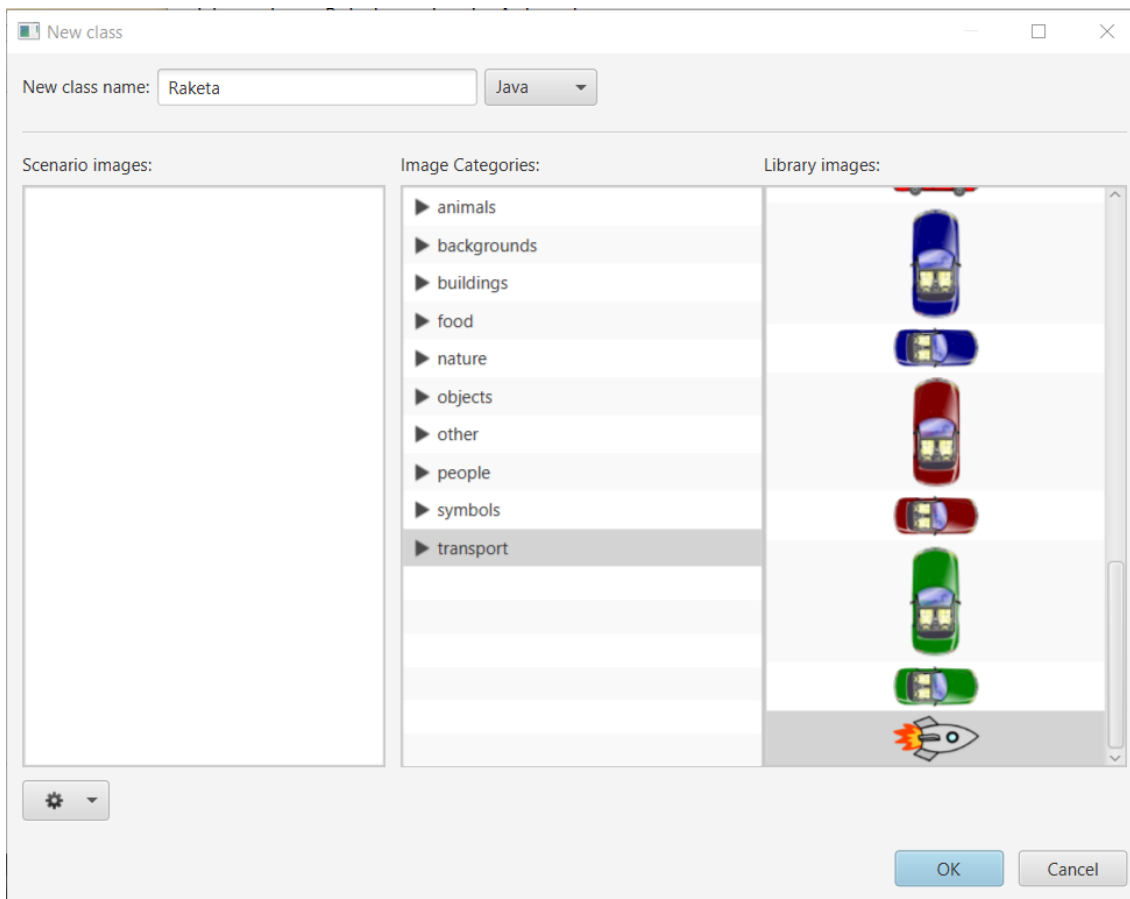 New class
New class name: Raketa Java
Scenario images: Image Categories: Library images:
animals
backgrounds
buildings
food
nature
objects
other
people
symbols
transport
OK Cancel